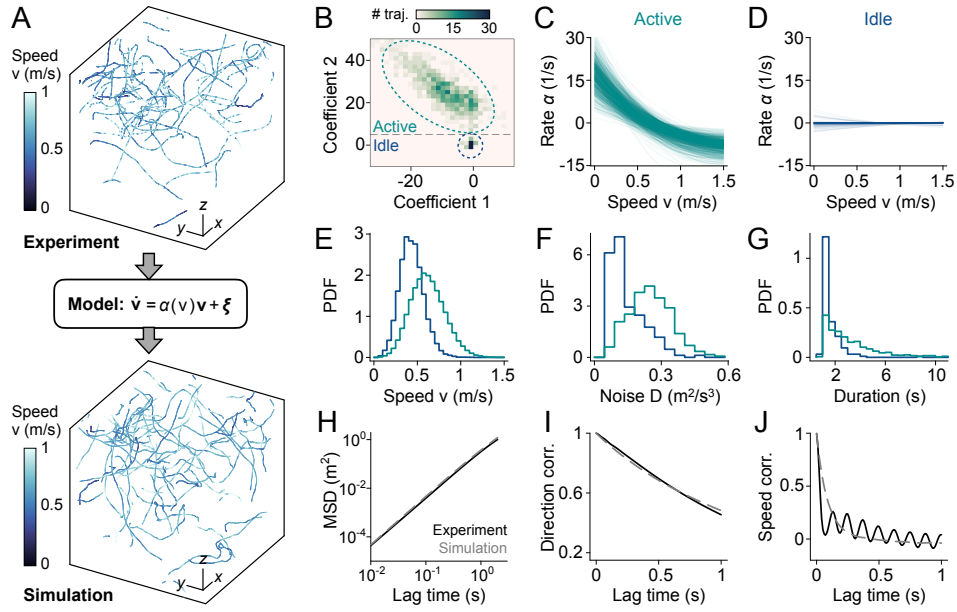 A
Speed
v (m/s)
1
0.5
0
z
y
x
Experiment
Model: v̇ = α(v)v + ξ
Speed
v (m/s)
1
0.5
0
z
y
x
Simulation
B
# traj.
0 15 30
Coefficient 2
40
20
0
Active
Idle
-20 0
Coefficient 1
C
Active
Rate α (1/s)
30
15
0
-15
0 0.5 1 1.5
Speed v (m/s)
D
Idle
Rate α (1/s)
30
15
0
-15
0 0.5 1 1.5
Speed v (m/s)
E
PDF
3
2
1
0
0 0.5 1 1.5
Speed v (m/s)
F
PDF
6
3
0
0 0.2 0.4 0.6
Noise D (m²/s³)
G
PDF
1
0.5
0
2 6 10
Duration (s)
H
MSD (m²)
10⁰
10⁻²
10⁻⁴
Experiment
Simulation
10⁻² 10⁻¹ 10⁰
Lag time (s)
I
Direction corr.
1
0.6
0.2
0 0.5 1
Lag time (s)
J
Speed corr.
1
0.5
0
0 0.5 1
Lag time (s)